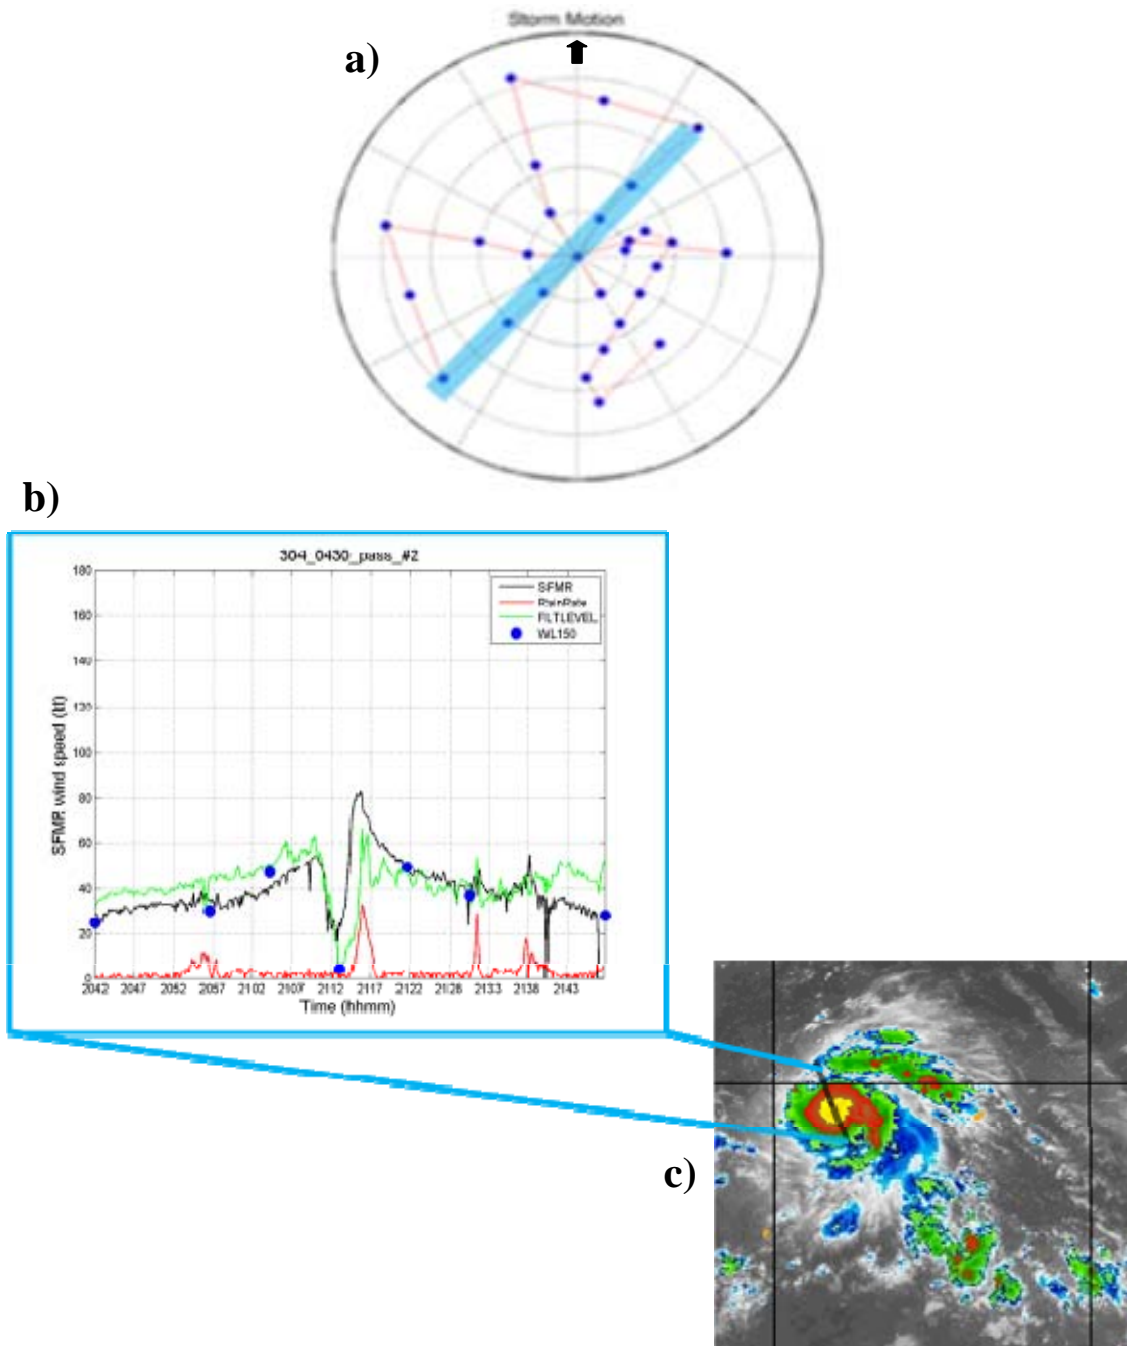 Storm Motion
a)
b)
304_0430_pass_#2
180
160
140
120
100
80
60
40
20
0
SFMR
RainRate
FLTLEVEL
WL150
SFMR wind speed (kt)
2042 2047 2052 2057 2102 2107 2112 2117 2122 2128 2133 2138 2143
Time (hhmm)
c)